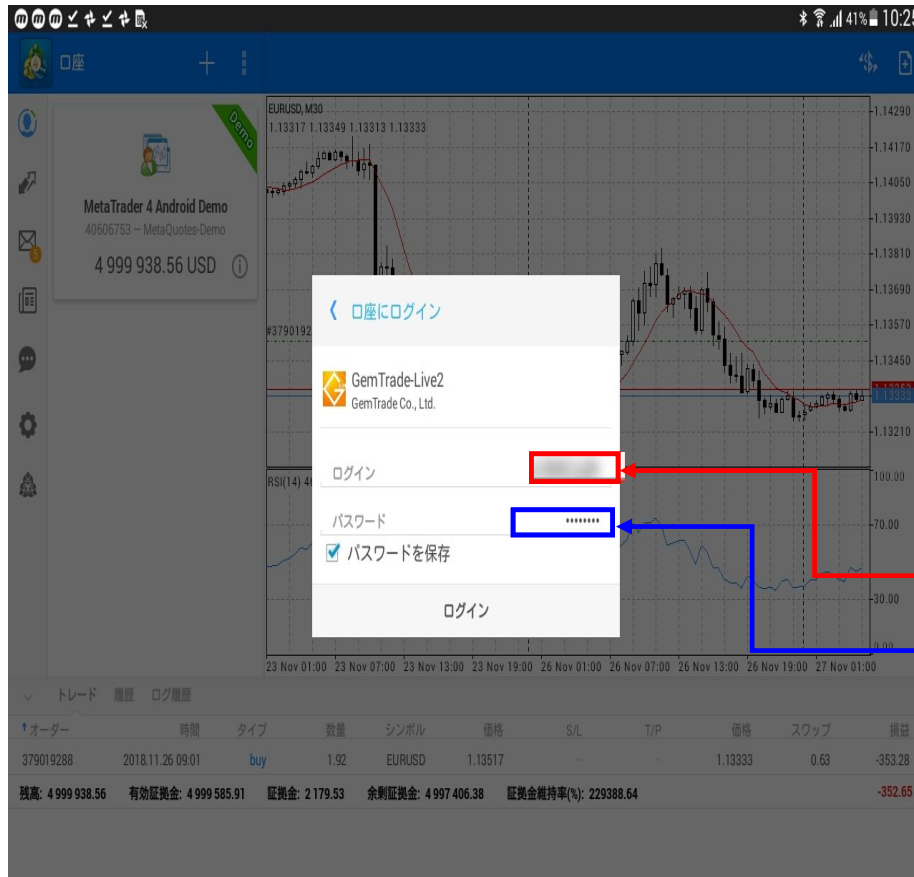 41% 10:25
口座
EURUSD, M30
1.13317 1.13349 1.13313 1.13333
Demo
MetaTrader 4 Android Demo
40606753 – MetaQuotes-Demo
4 999 938.56 USD
1.14290
1.14170
1.14050
1.13930
1.13810
1.13690
1.13570
1.13450
1.13333
1.13210
#3790192
口座にログイン
GemTrade-Live2
GemTrade Co., Ltd.
ログイン
パスワード ••••••••
パスワードを保存
ログイン
RSI(14) 4
100.00
70.00
30.00
0.00
23 Nov 01:00 23 Nov 07:00 23 Nov 13:00 23 Nov 19:00 26 Nov 01:00 26 Nov 07:00 26 Nov 13:00 26 Nov 19:00 27 Nov 01:00
トレード 履歴 ログ履歴
↑オーダー 時間 タイプ 数量 シンボル 価格 S/L T/P 価格 スワップ 損益
379019288 2018.11.26 09:01 buy 1.92 EURUSD 1.13517 - - 1.13333 0.63 -353.28
残高: 4 999 938.56 有効証拠金: 4 999 585.91 証拠金: 2 179.53 余剰証拠金: 4 997 406.38 証拠金維持率(%): 229388.64 -352.65